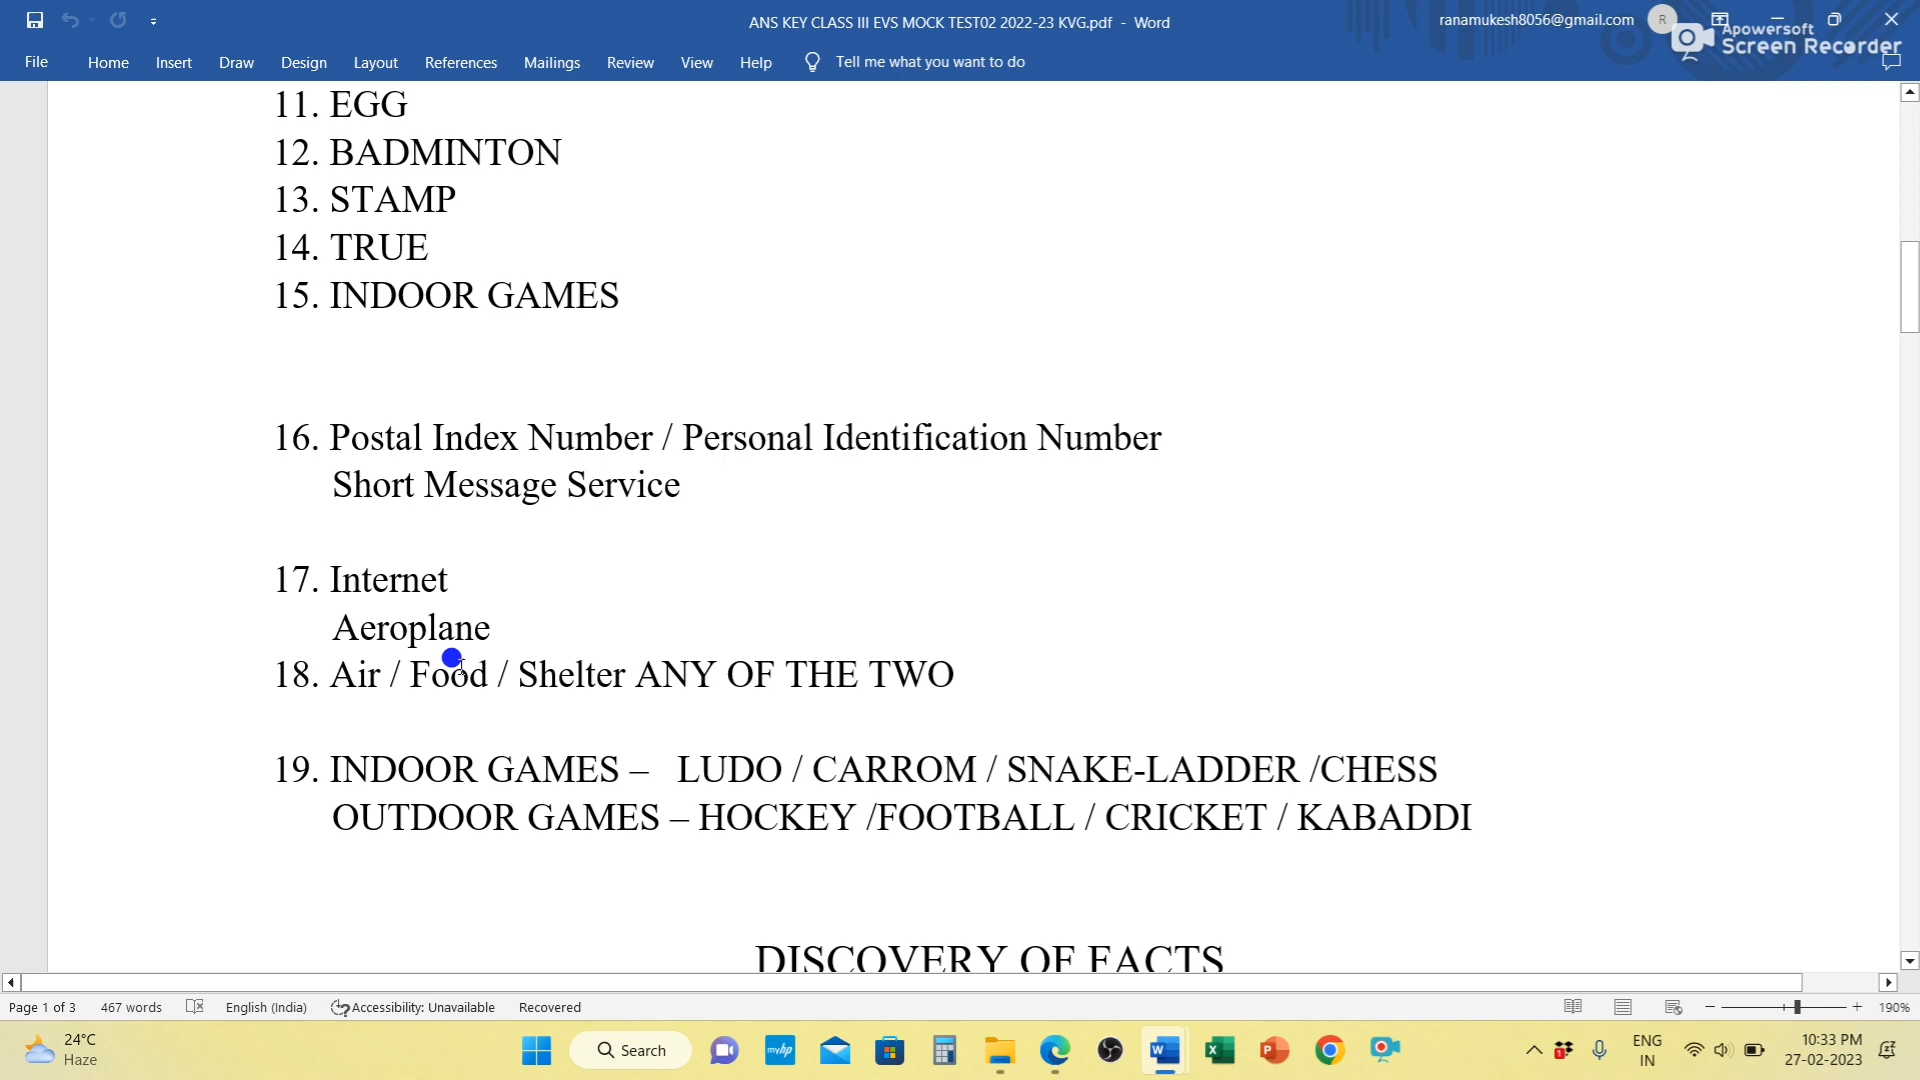 ANS KEY CLASS III EVS MOCK TEST02 2022-23 KVG.pdf - Word
ranamukesh8056@gmail.com R
Apowersoft
Screen Recorder
File Home Insert Draw Design Layout References Mailings Review View Help Tell me what you want to do
11. EGG
12. BADMINTON
13. STAMP
14. TRUE
15. INDOOR GAMES
16. Postal Index Number / Personal Identification Number
Short Message Service
17. Internet
Aeroplane
18. Air / Food / Shelter ANY OF THE TWO
19. INDOOR GAMES – LUDO / CARROM / SNAKE-LADDER /CHESS
OUTDOOR GAMES – HOCKEY /FOOTBALL / CRICKET / KABADDI
DISCOVERY OF FACTS
Page 1 of 3 467 words English (India) Accessibility: Unavailable Recovered 190%
24°C
Haze
Search
myhp
W
X
P
1
ENG
IN
10:33 PM
27-02-2023